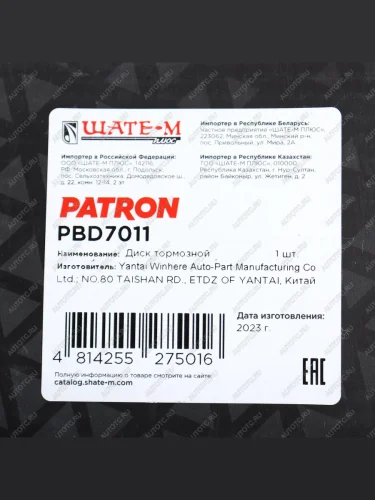 ШАТЕ-М
ПЛЮС
Импортер в Российской Федерации:
ООО «ШАТЕ-М ПЛЮС», 142116,
РФ, Московская обл., г. Подольск,
пос. Сельхозтехника, Домодедовское ш.,
д. 22, комн. 12-14, 2 эт.
Импортер в Республике Беларусь:
Частное предприятие «ШАТЕ-М ПЛЮС»,
223062, Минская обл., Минский р-н,
пос. Привольный, ул. Мира, 2А
Импортер в Республике Казахстан:
ТОО «ШАТЕ-М ПЛЮС», 010000,
Республика Казахстан, г. Нур-Султан,
район Байконыр, ул. Жетиген, д. 2
PATRON
PBD7011
Наименование: Диск тормозной 1 шт.
Изготовитель: Yantai Winhere Auto-Part Manufacturing Co
Ltd.; NO.80 TAISHAN RD., ETDZ OF YANTAI, Китай
Дата изготовления:
2023 г.
4 814255 275016
EAC
Полную информацию о товаре смотрите на сайте:
catalog.shate-m.com